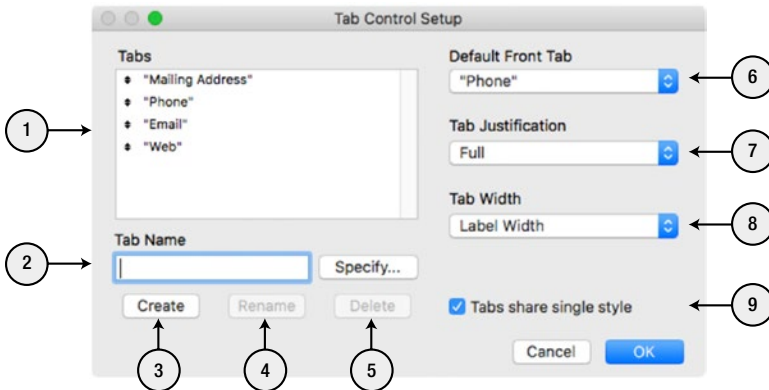 Tab Control Setup
Tabs
"Mailing Address"
"Phone"
"Email"
"Web"
Tab Name
Specify...
Create
Rename
Delete
Default Front Tab
"Phone"
Tab Justification
Full
Tab Width
Label Width
Tabs share single style
Cancel
OK
1
2
3
4
5
6
7
8
9